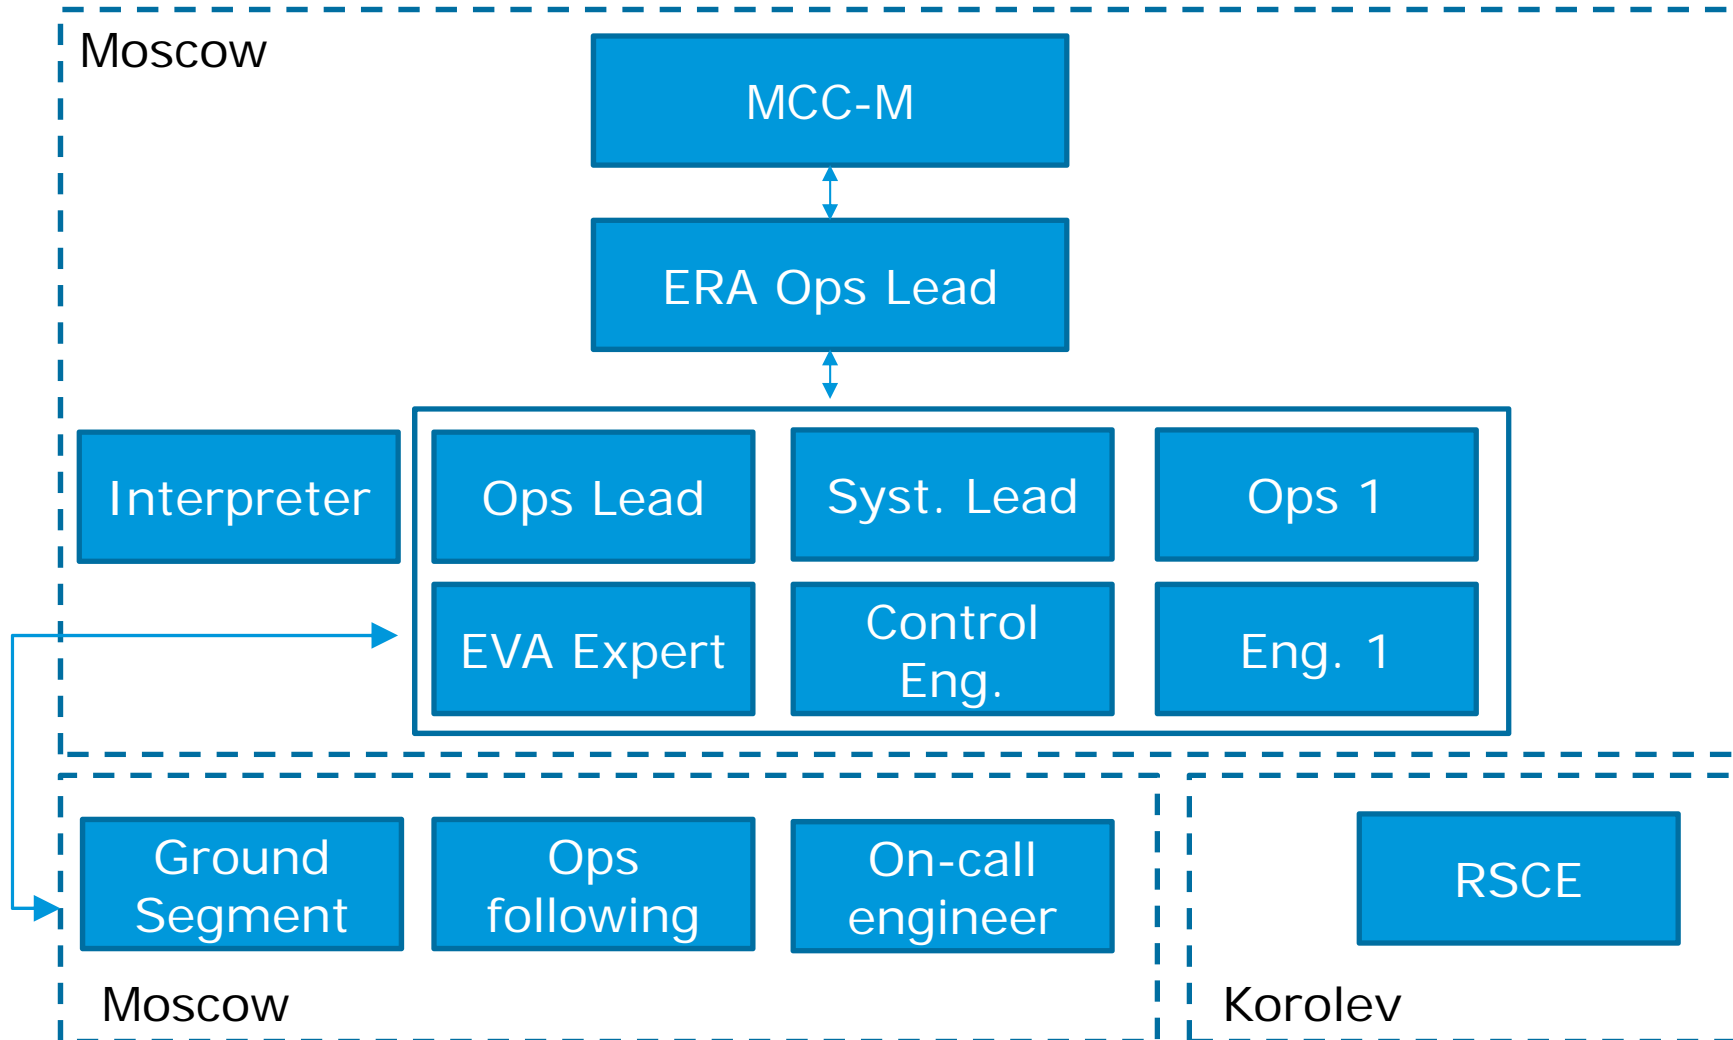 Moscow
MCC-M
ERA Ops Lead
Interpreter
Ops Lead
Syst. Lead
Ops 1
EVA Expert
Control
Eng.
Eng. 1
Ground
Segment
Ops
following
On-call
engineer
RSCE
Moscow
Korolev